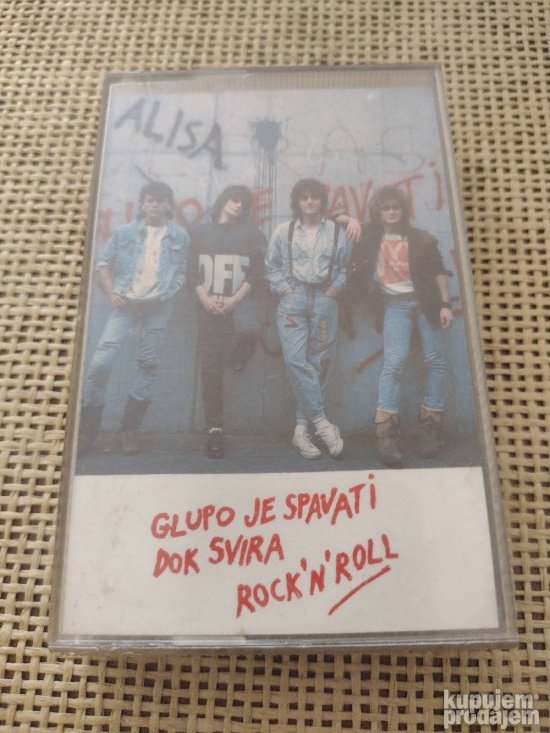 ALISA
OFF
GLUPO JE SPAVATI
DOK SVIRA
ROCK'N'ROLL
kupujem
prodajem